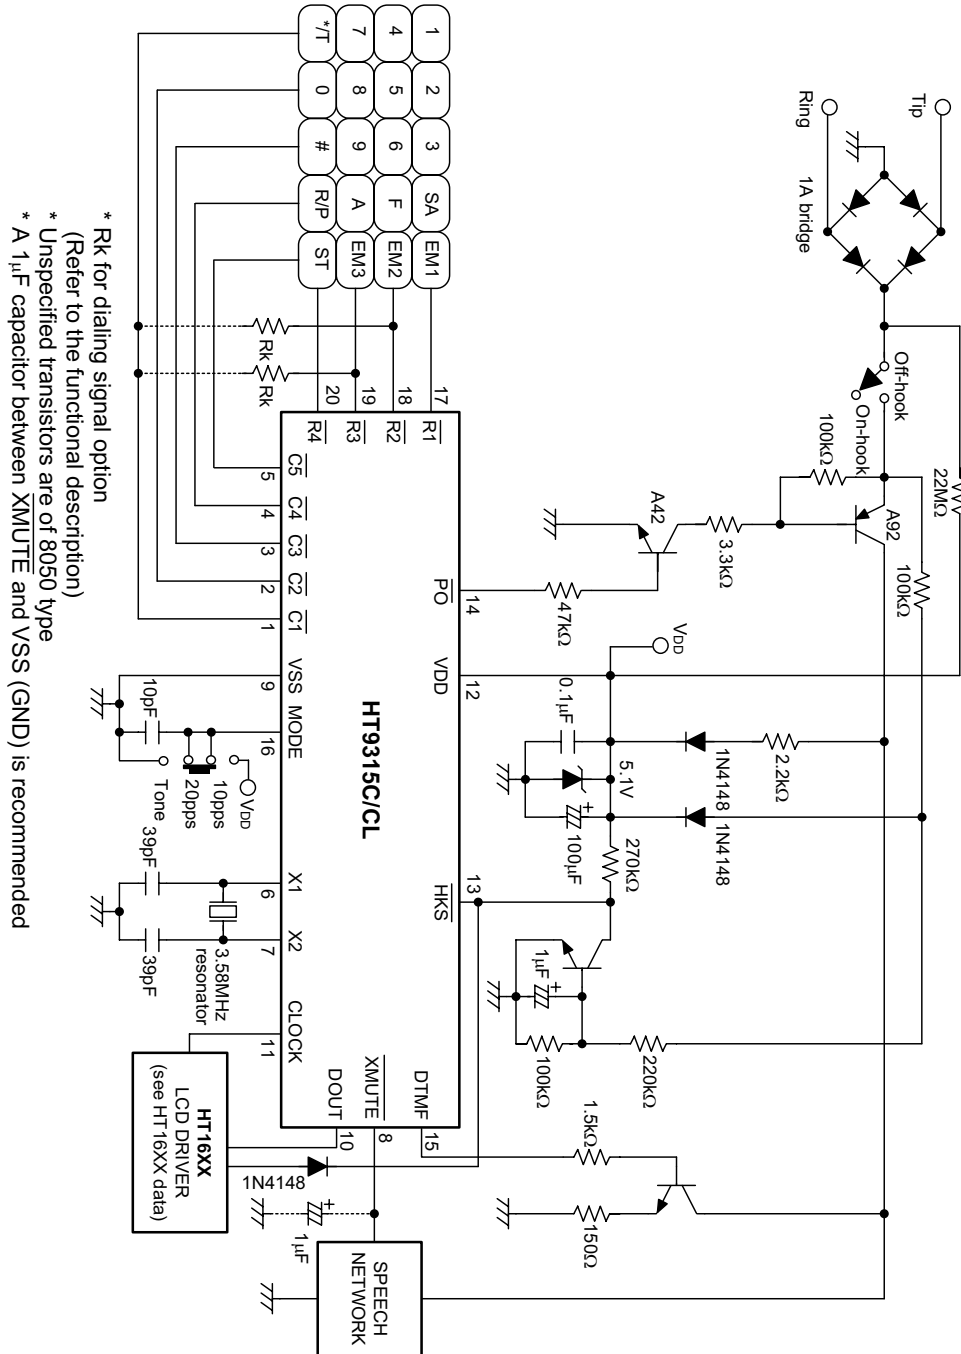 Tip
Ring
1A bridge
Off-hook
On-hook
22MΩ
100kΩ
A92
100kΩ
3.3kΩ
A42
47kΩ
VDD
0.1μF
5.1V
100μF
1N4148
2.2kΩ
1N4148
270kΩ
1μF
+
+
100kΩ
220kΩ
1.5kΩ
150Ω
1 2 3 SA EM1
4 5 6 F EM2
7 8 9 A EM3
*/T 0 # R/P ST
Rk
Rk
17
18
19
20
R1
R2
R3
R4
14
12
13
PO
VDD
HKS
HT9315C/CL
DTMF
XMUTE
DOUT
15
8
10
C5
C4
C3
C2
C1
VSS
MODE
X1
X2
CLOCK
5
4
3
2
1
9
16
6
7
11
10pF
Tone
20pps
10pps
VDD
39pF
39pF
3.58MHz
resonator
HT16XX
LCD DRIVER
(see HT16XX data)
1N4148
+
1μF
SPEECH
NETWORK
* Rk for dialing signal option
(Refer to the functional description)
* Unspecified transistors are of 8050 type
* A 1μF capacitor between XMUTE and VSS (GND) is recommended